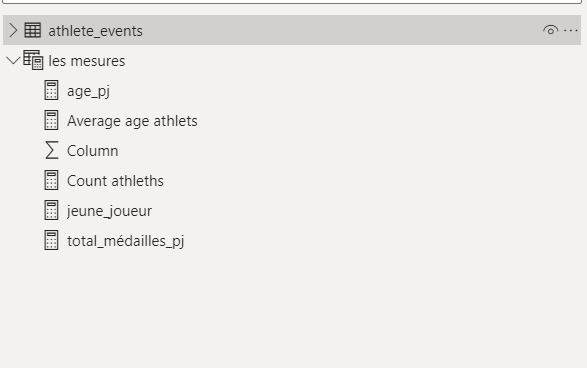 athlete_events
les mesures
age_pj
Average age athlets
Column
Count athleths
jeune_joueur
total_médailles_pj